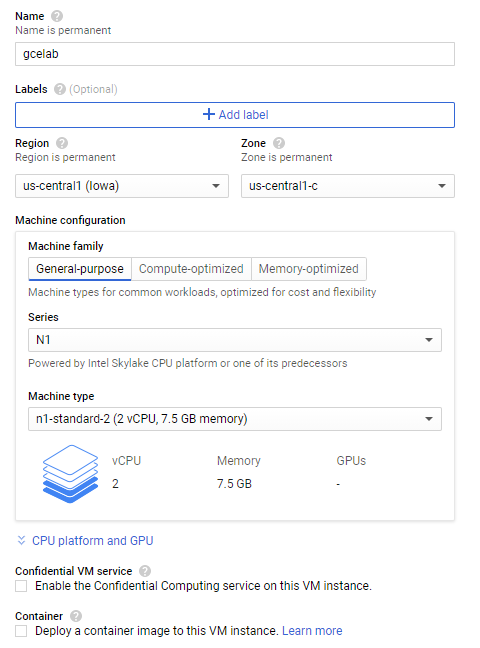 Name
Name is permanent
gcelab
Labels (Optional)
+ Add label
Region Zone
Region is permanent Zone is permanent
us-central1 (Iowa) us-central1-c
Machine configuration
Machine family
General-purpose Compute-optimized Memory-optimized
Machine types for common workloads, optimized for cost and flexibility
Series
N1
Powered by Intel Skylake CPU platform or one of its predecessors
Machine type
n1-standard-2 (2 vCPU, 7.5 GB memory)
vCPU Memory GPUs
2 7.5 GB -
CPU platform and GPU
Confidential VM service
Enable the Confidential Computing service on this VM instance.
Container
Deploy a container image to this VM instance. Learn more